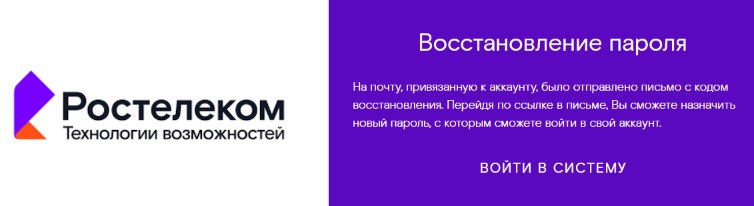 Ростелеком
Технологии возможностей
Восстановление пароля
На почту, привязанную к аккаунту, было отправлено письмо с кодом
восстановления. Перейдя по ссылке в письме, Вы сможете назначить
новый пароль, с которым сможете войти в свой аккаунт.
ВОЙТИ В СИСТЕМУ